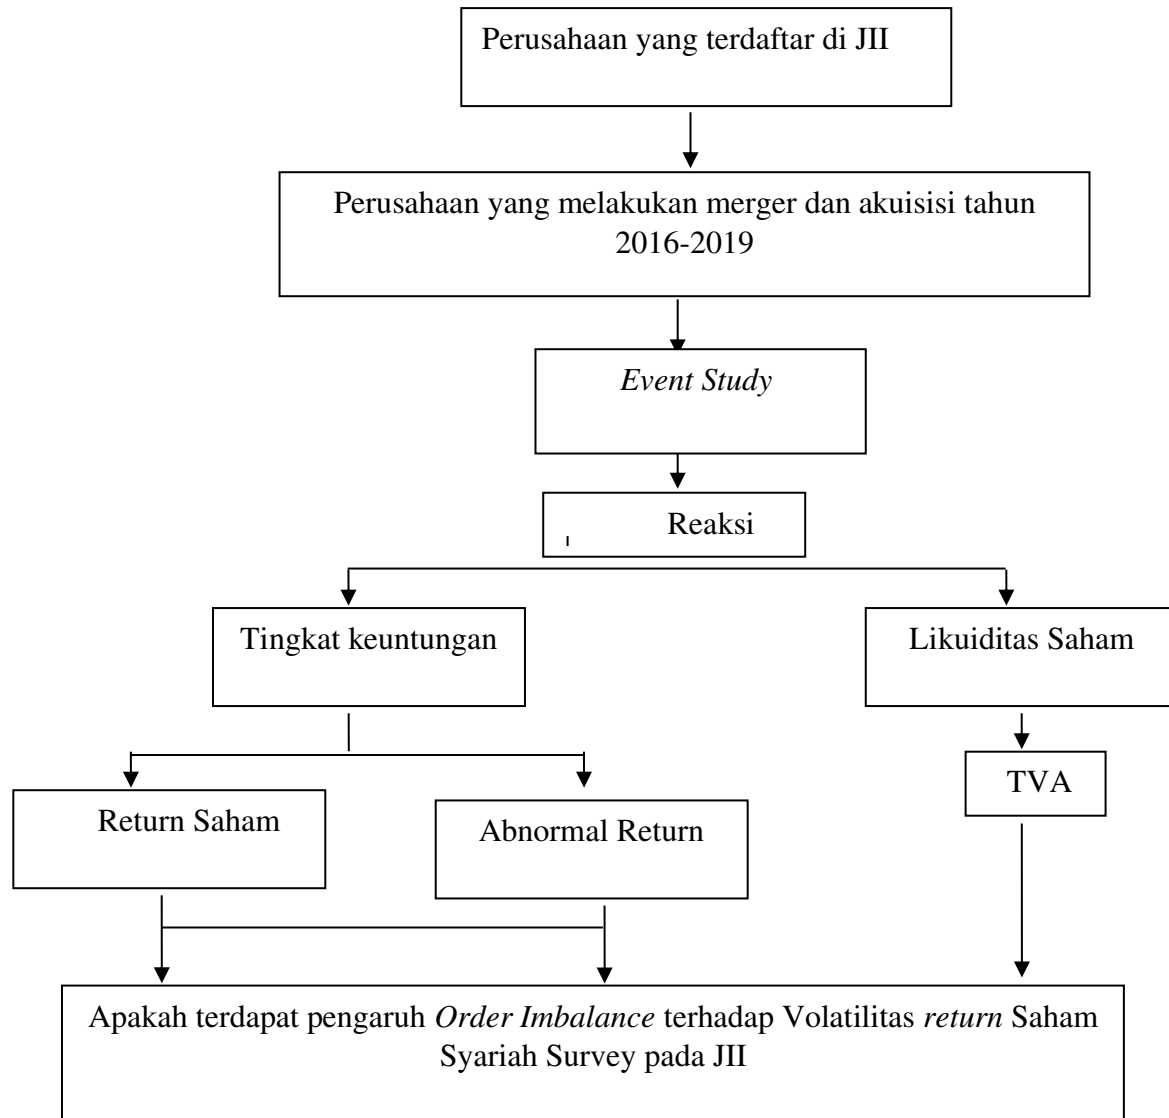 Perusahaan yang terdaftar di JII
Perusahaan yang melakukan merger dan akuisisi tahun
2016-2019
Event Study
Reaksi
Tingkat keuntungan
Likuiditas Saham
TVA
Return Saham
Abnormal Return
Apakah terdapat pengaruh Order Imbalance terhadap Volatilitas return Saham
Syariah Survey pada JII